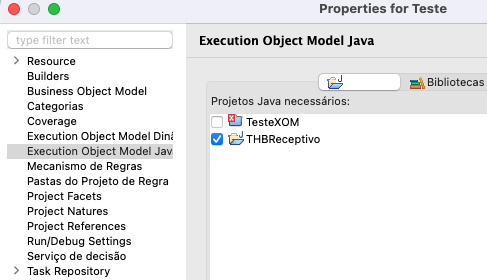 Properties for Teste
type filter text
Execution Object Model Java
Resource
Builders
Business Object Model
Categorias
Coverage
Execution Object Model Dinâ
Execution Object Model Jav
Mecanismo de Regras
Pastas do Projeto de Regra
Project Facets
Project Natures
Project References
Run/Debug Settings
Serviço de decisão
Task Repository
Bibliotecas
Projetos Java necessários:
TesteXOM
THBReceptivo